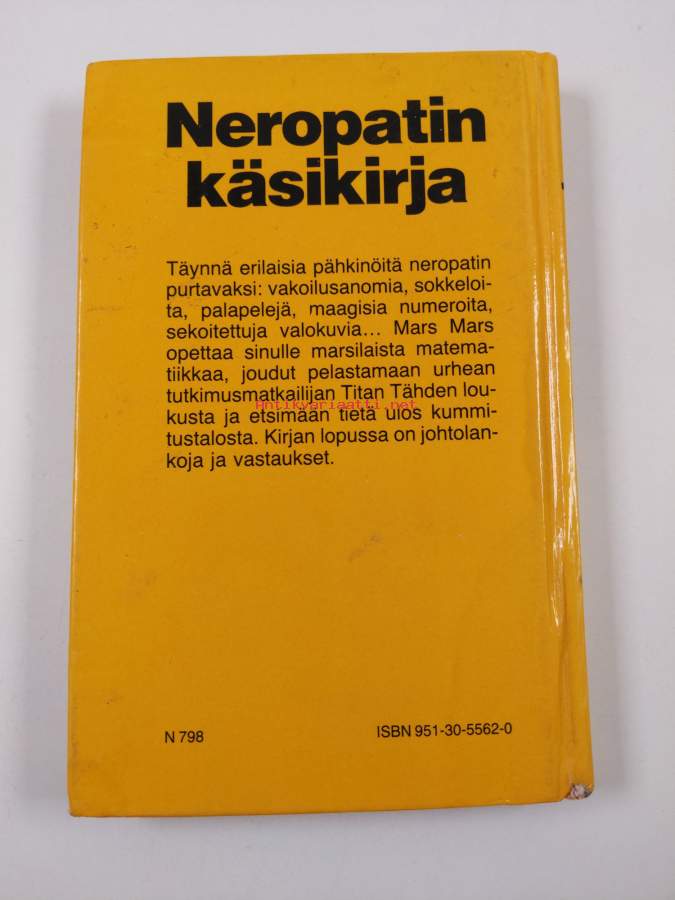 Neropatin
käsikirja
Täynnä erilaisia pähkinöitä neropatin
purtavaksi: vakoilusanomia, sokkeloi-
ta, palapelejä, maagisia numeroita,
sekoitettuja valokuvia... Mars Mars
opettaa sinulle marsilaista matema-
tiikkaa, joudut pelastamaan urhean
tutkimusmatkailijan Titan Tähden lou-
Antikvariaatti.net
kusta ja etsimään tietä ulos kummi-
tustalosta. Kirjan lopussa on johtolan-
koja ja vastaukset.
N 798
ISBN 951-30-5562-0